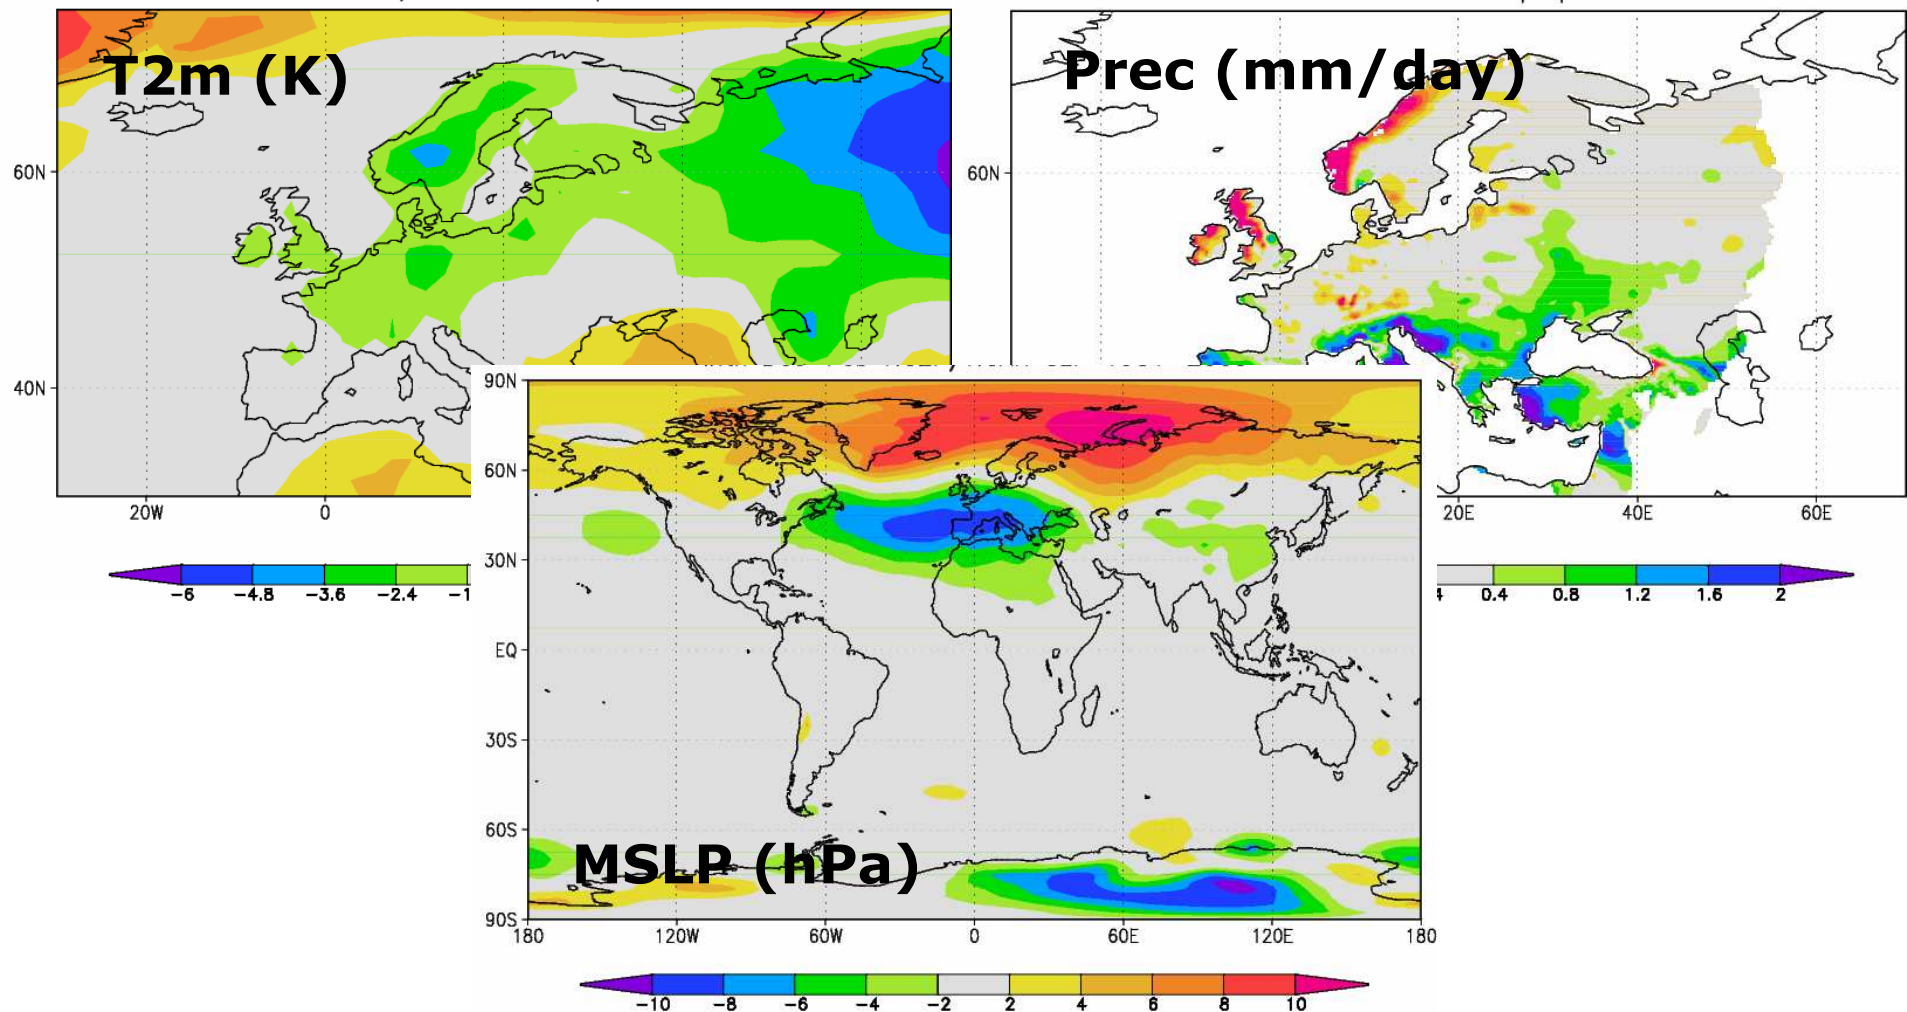 T2m (K)
60N
40N
20W 0
-6 -4.8 -3.6 -2.4 -1
Prec (mm/day)
60N
20E 40E 60E
4 0.4 0.8 1.2 1.6 2
90N
60N
30N
EQ
30S
60S
90S
MSLP (hPa)
180 120W 60W 0 60E 120E 180
-10 -8 -6 -4 -2 2 4 6 8 10